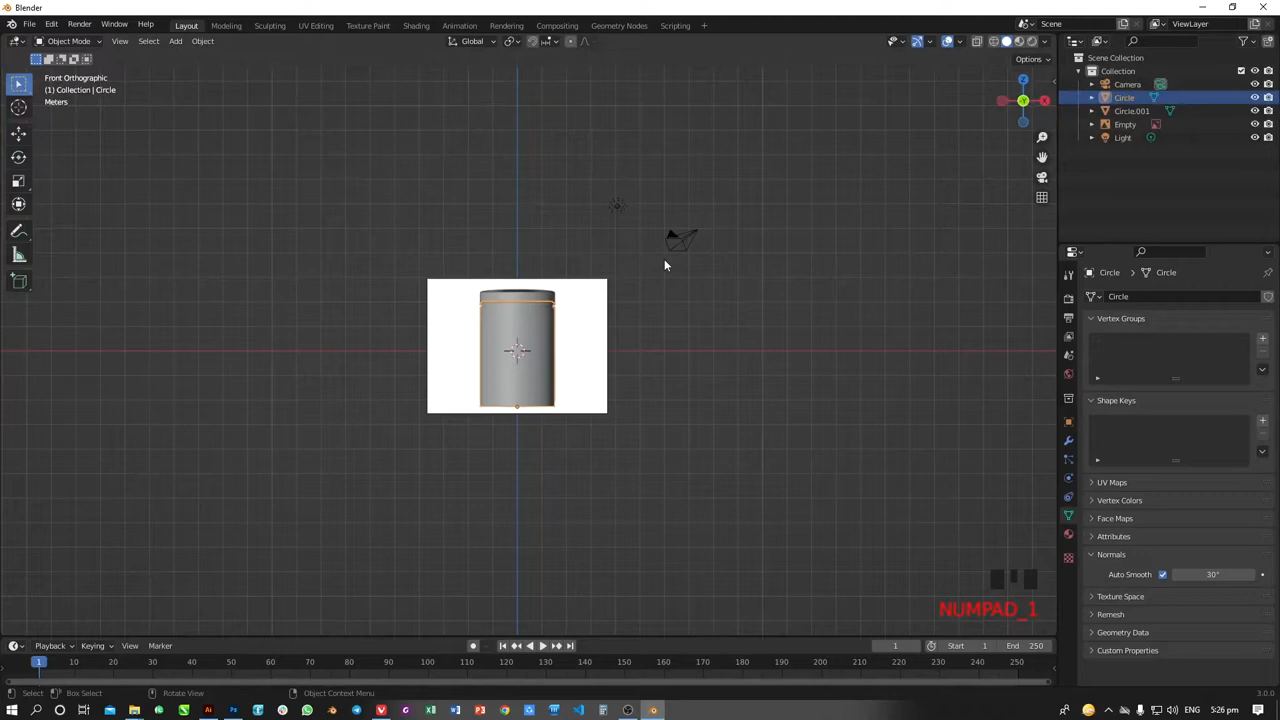 Blender
File Edit Render Window Help
Layout Modeling Sculpting UV Editing Texture Paint Shading Animation Rendering Compositing Geometry Nodes Scripting +
Scene
ViewLayer
Object Mode View Select Add Object
Global
Options
Front Orthographic
(1) Collection | Circle
Meters
Z
Y
X
Scene Collection
Collection
Camera
Circle
Circle.001
Empty
Light
Circle
Circle
Circle
Vertex Groups
Shape Keys
UV Maps
Vertex Colors
Face Maps
Attributes
Normals
Auto Smooth 30°
Texture Space
Remesh
Geometry Data
Custom Properties
NUMPAD_1
Playback Keying View Marker
1 Start 1 End 250
1 10 20 30 40 50 60 70 80 90 100 110 120 130 140 150 160 170 180 190 200 210 220 230 240 250
Select Box Select Rotate View Object Context Menu 3.0.0
ENG 5:26 pm